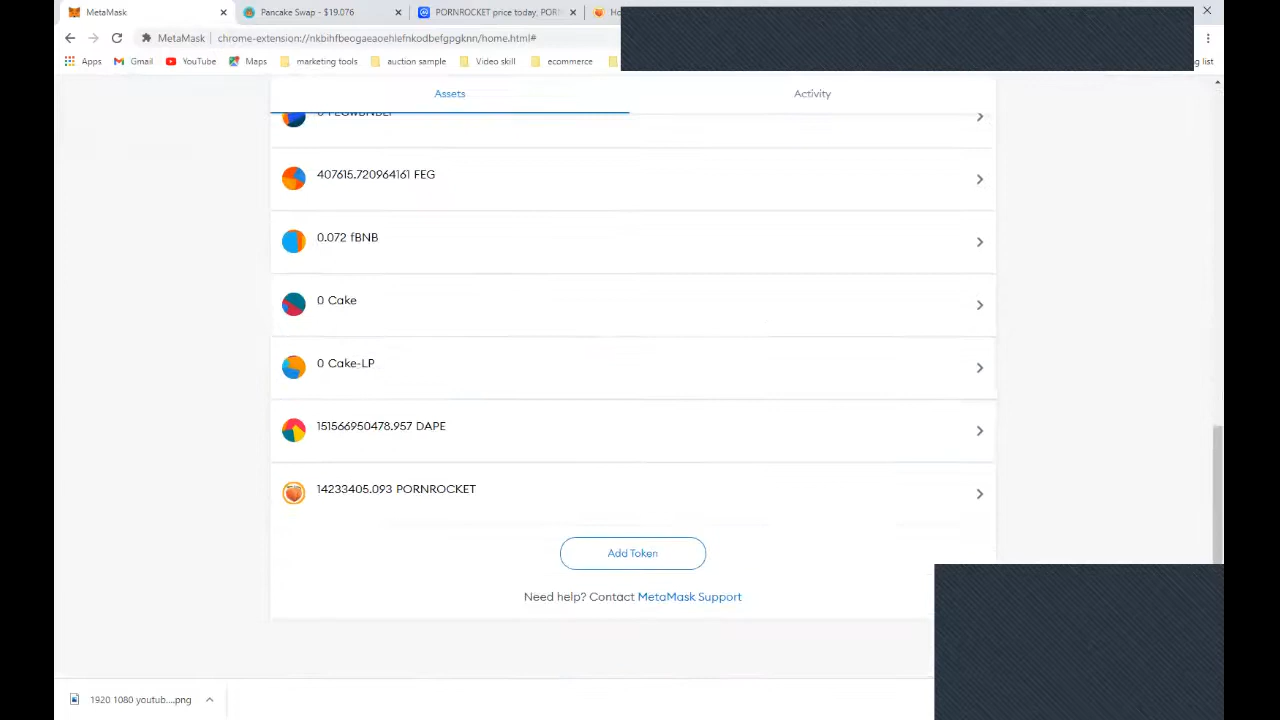 MetaMask
Pancake Swap - $19.076
PORNROCKET price today, PORN
MetaMask
chrome-extension://nkbihfbeogaeaoehlefnkodbefgpgknn/home.html#
Apps
Gmail
YouTube
Maps
marketing tools
auction sample
Video skill
ecommerce
Assets
Activity
407615.720964161 FEG
0.072 fBNB
0 Cake
0 Cake-LP
151566950478.957 DAPE
14233405.093 PORNROCKET
Add Token
Need help? Contact MetaMask Support
1920 1080 youtub....png